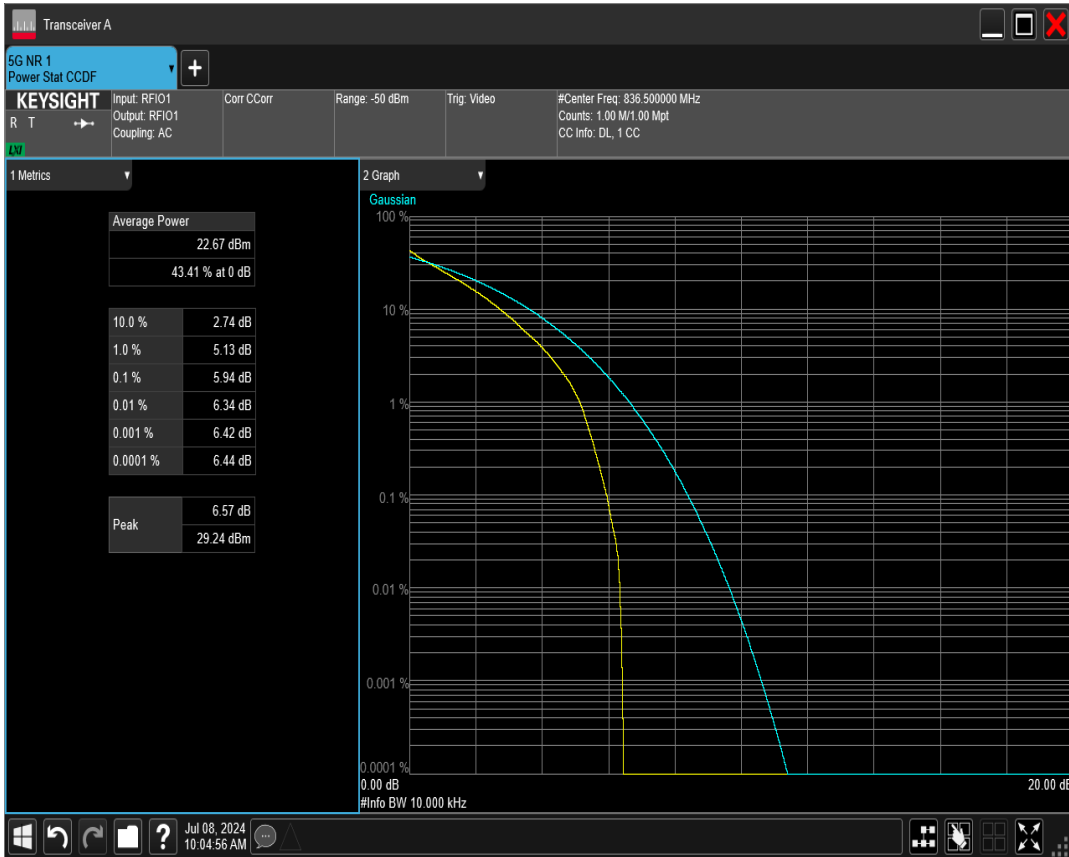 Transceiver A
5G NR 1
Power Stat CCDF
+
KEYSIGHT
R T
LXI
Input: RFIO1
Output: RFIO1
Coupling: AC
Corr CCorr
Range: -50 dBm
Trig: Video
#Center Freq: 836.500000 MHz
Counts: 1.00 M/1.00 Mpt
CC Info: DL, 1 CC
1 Metrics
Average Power
22.67 dBm
43.41 % at 0 dB
10.0 % 2.74 dB
1.0 % 5.13 dB
0.1 % 5.94 dB
0.01 % 6.34 dB
0.001 % 6.42 dB
0.0001 % 6.44 dB
Peak
6.57 dB
29.24 dBm
2 Graph
Gaussian
100 %
10 %
1 %
0.1 %
0.01 %
0.001 %
0.0001 %
0.00 dB
20.00 dB
#Info BW 10.000 kHz
?
Jul 08, 2024
10:04:56 AM